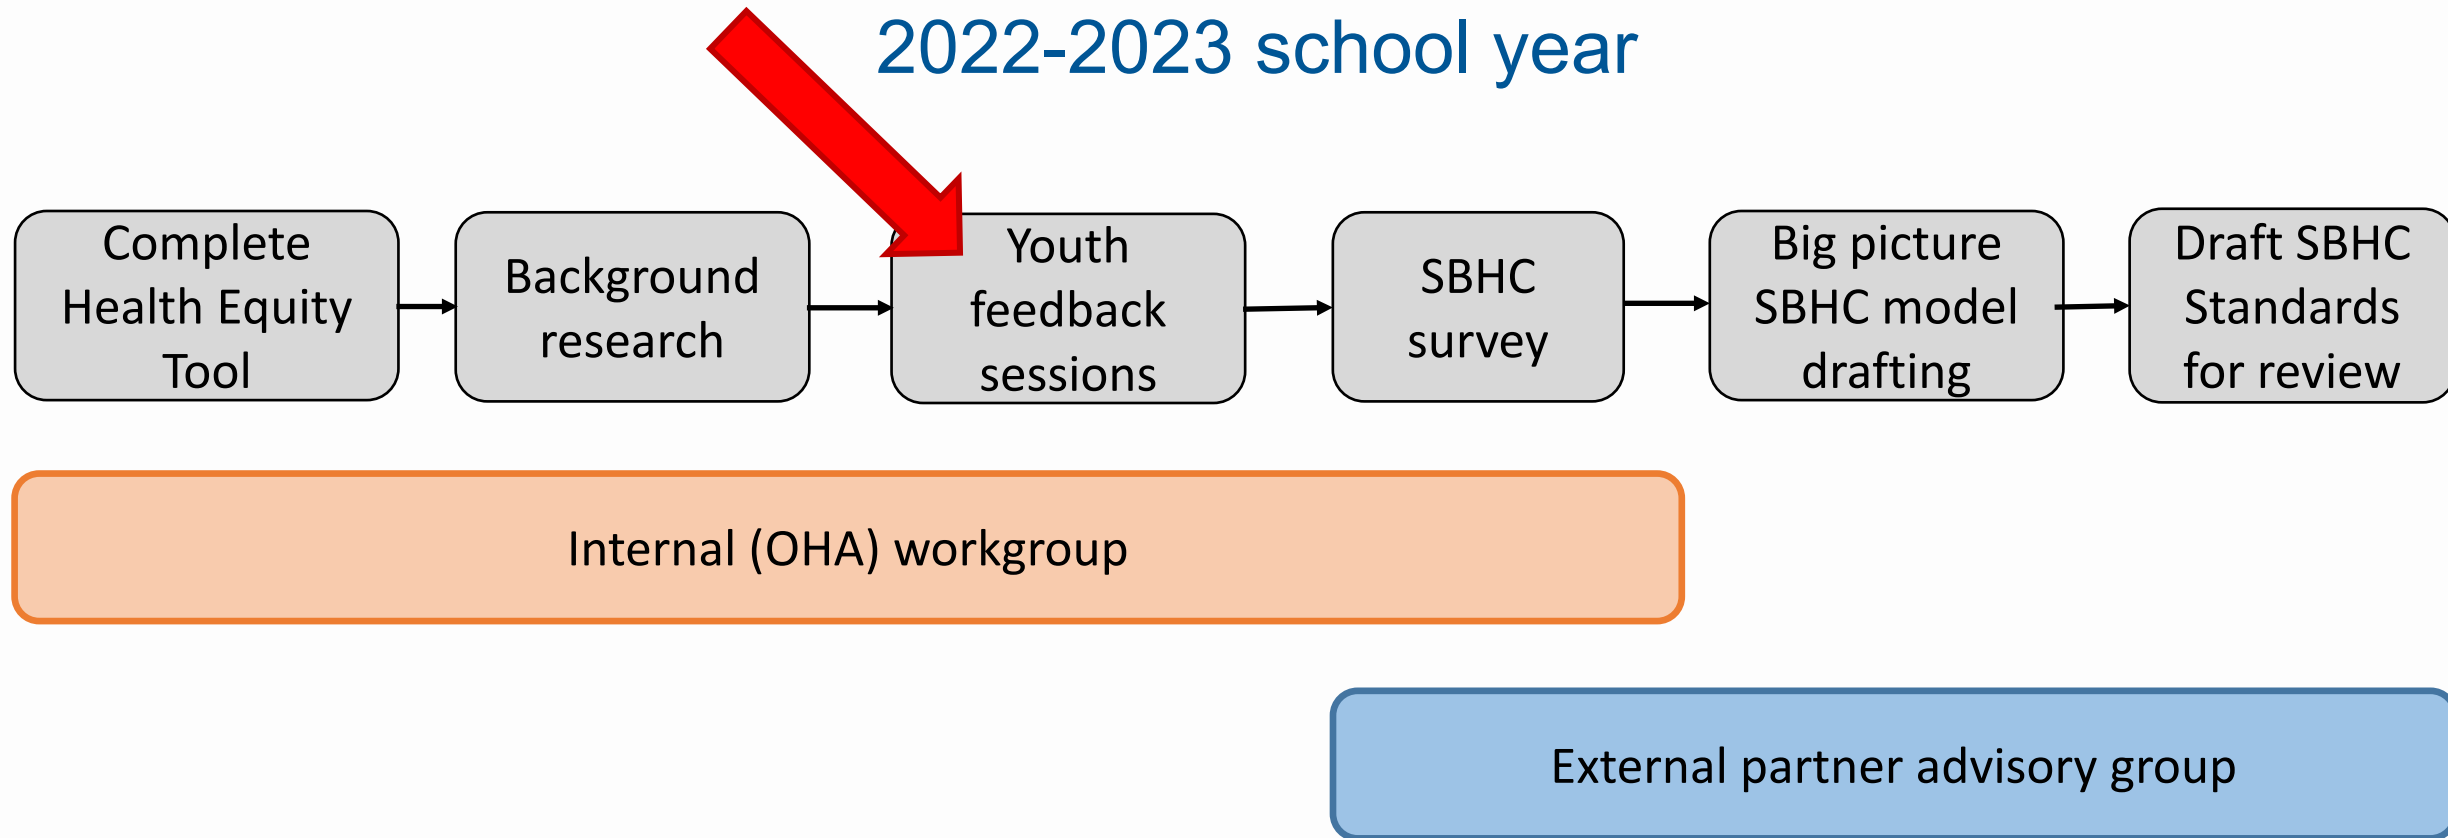 2022-2023 school year
Complete
Health Equity
Tool
Background
research
Youth
feedback
sessions
SBHC
survey
Big picture
SBHC model
drafting
Draft SBHC
Standards
for review
Internal (OHA) workgroup
External partner advisory group